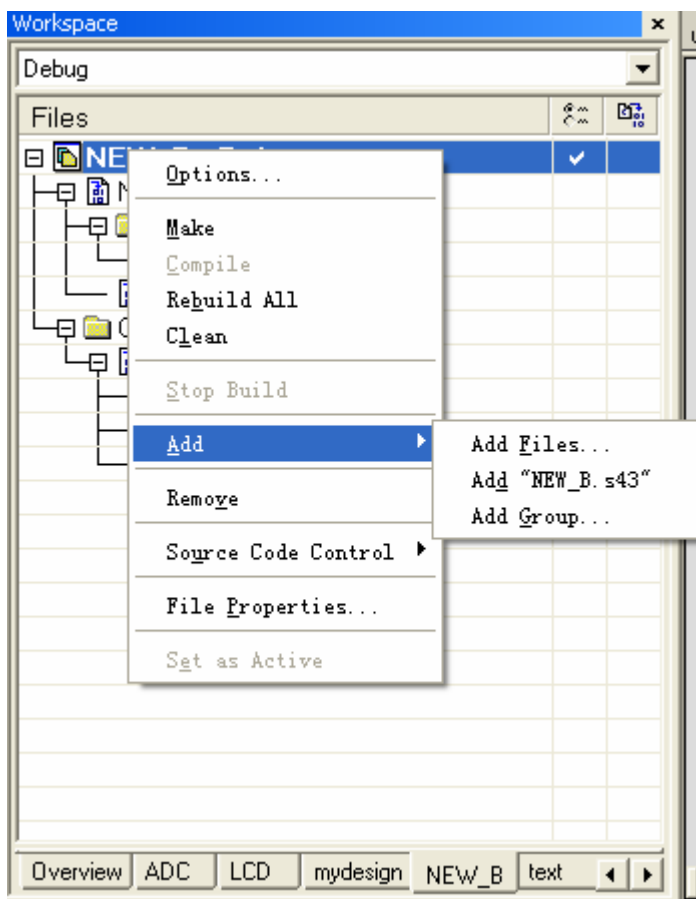 Workspace
Debug
Files
Options...
Make
Compile
Rebuild All
Clean
Stop Build
Add
Add Files...
Add "NEW_B.s43"
Add Group...
Remove
Source Code Control
File Properties...
Set as Active
Overview ADC LCD mydesign NEW_B text